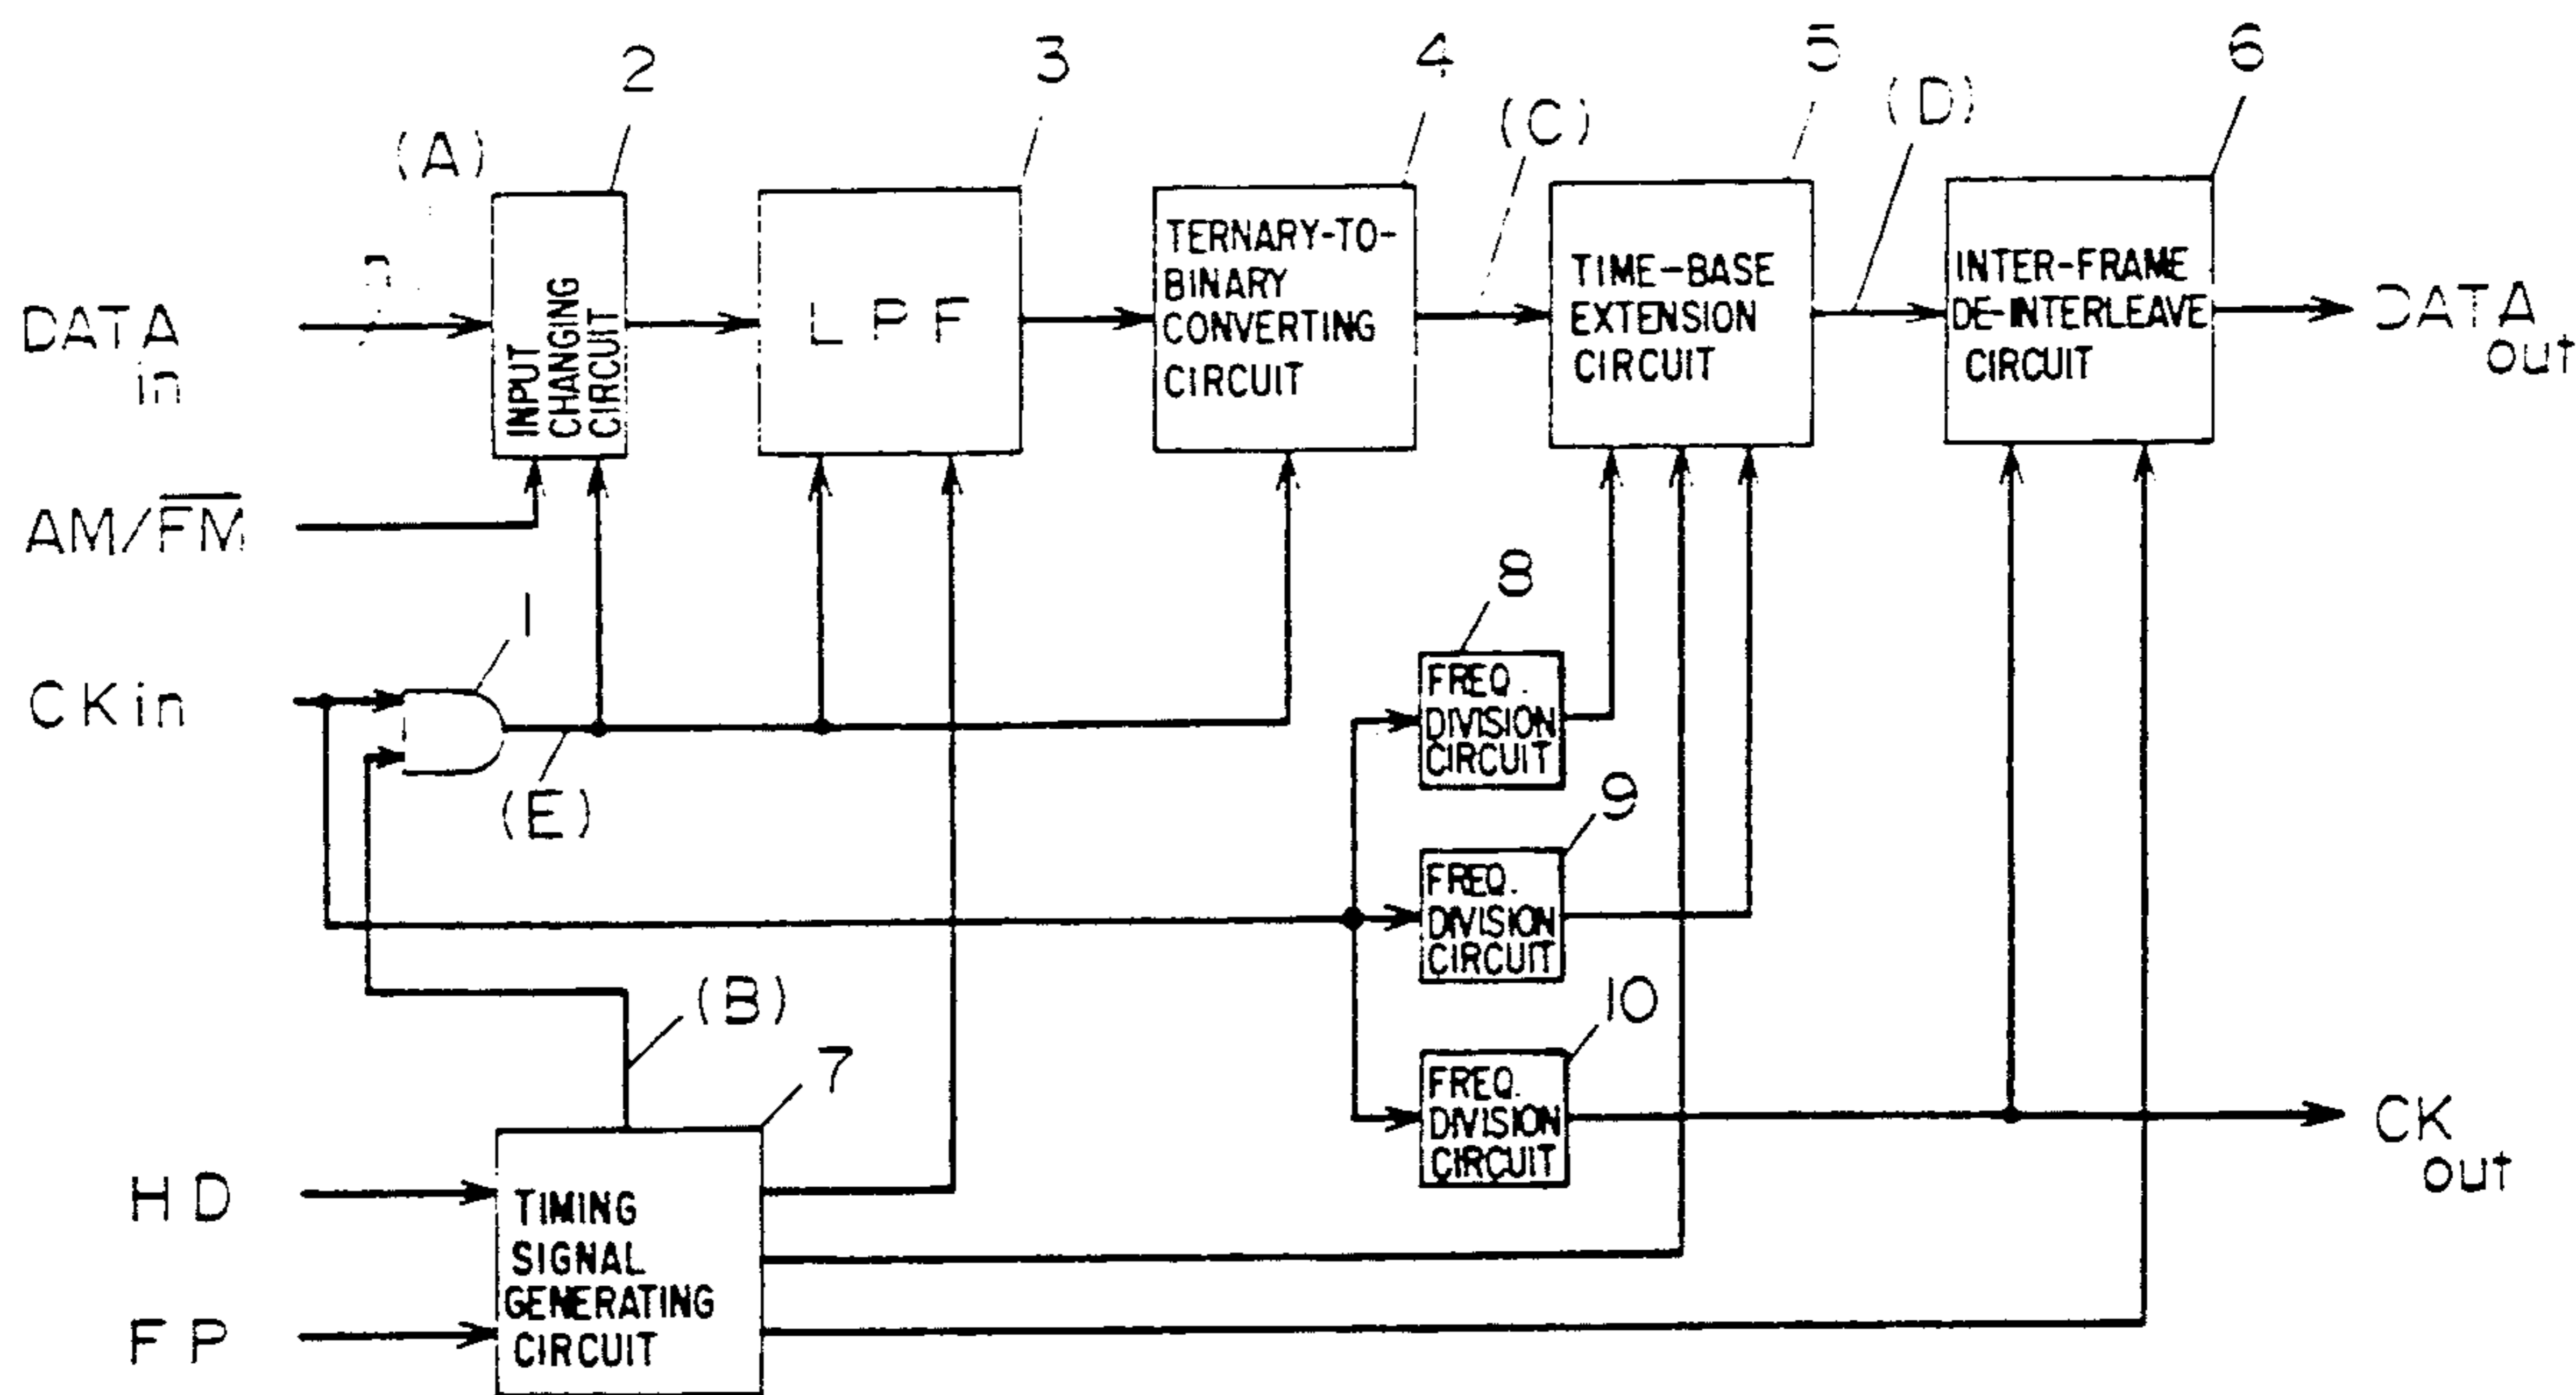 2
3
4
5
6
(A)
(C)
(D)
DATA
in
INPUT
CHANGING
CIRCUIT
LPF
TERNARY-TO-
BINARY
CONVERTING
CIRCUIT
TIME-BASE
EXTENSION
CIRCUIT
INTER-FRAME
DE-INTERLEAVE
CIRCUIT
DATA
out
AM/F̅M̅
CKin
1
(E)
8
FREQ.
DIVISION
CIRCUIT
9
FREQ.
DIVISION
CIRCUIT
10
FREQ.
DIVISION
CIRCUIT
CK
out
(B)
7
HD
FP
TIMING
SIGNAL
GENERATING
CIRCUIT